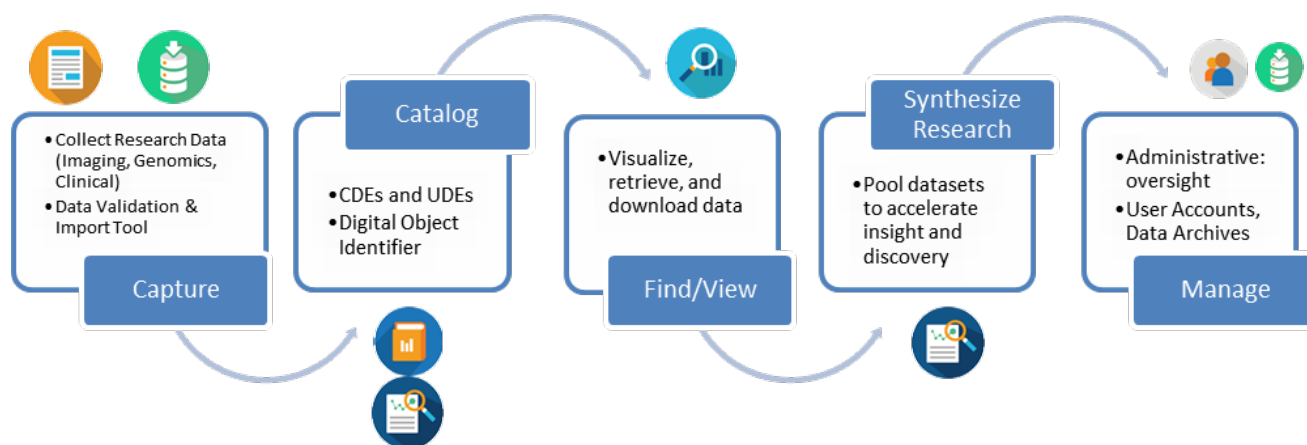 •Collect Research Data
(Imaging, Genomics,
Clinical)
•Data Validation &
Import Tool
Capture
Catalog
•CDEs and UDEs
•Digital Object
Identifier
•Visualize,
retrieve, and
download data
Find/View
Synthesize
Research
•Pool datasets
to accelerate
insight and
discovery
•Administrative:
oversight
•User Accounts,
Data Archives
Manage